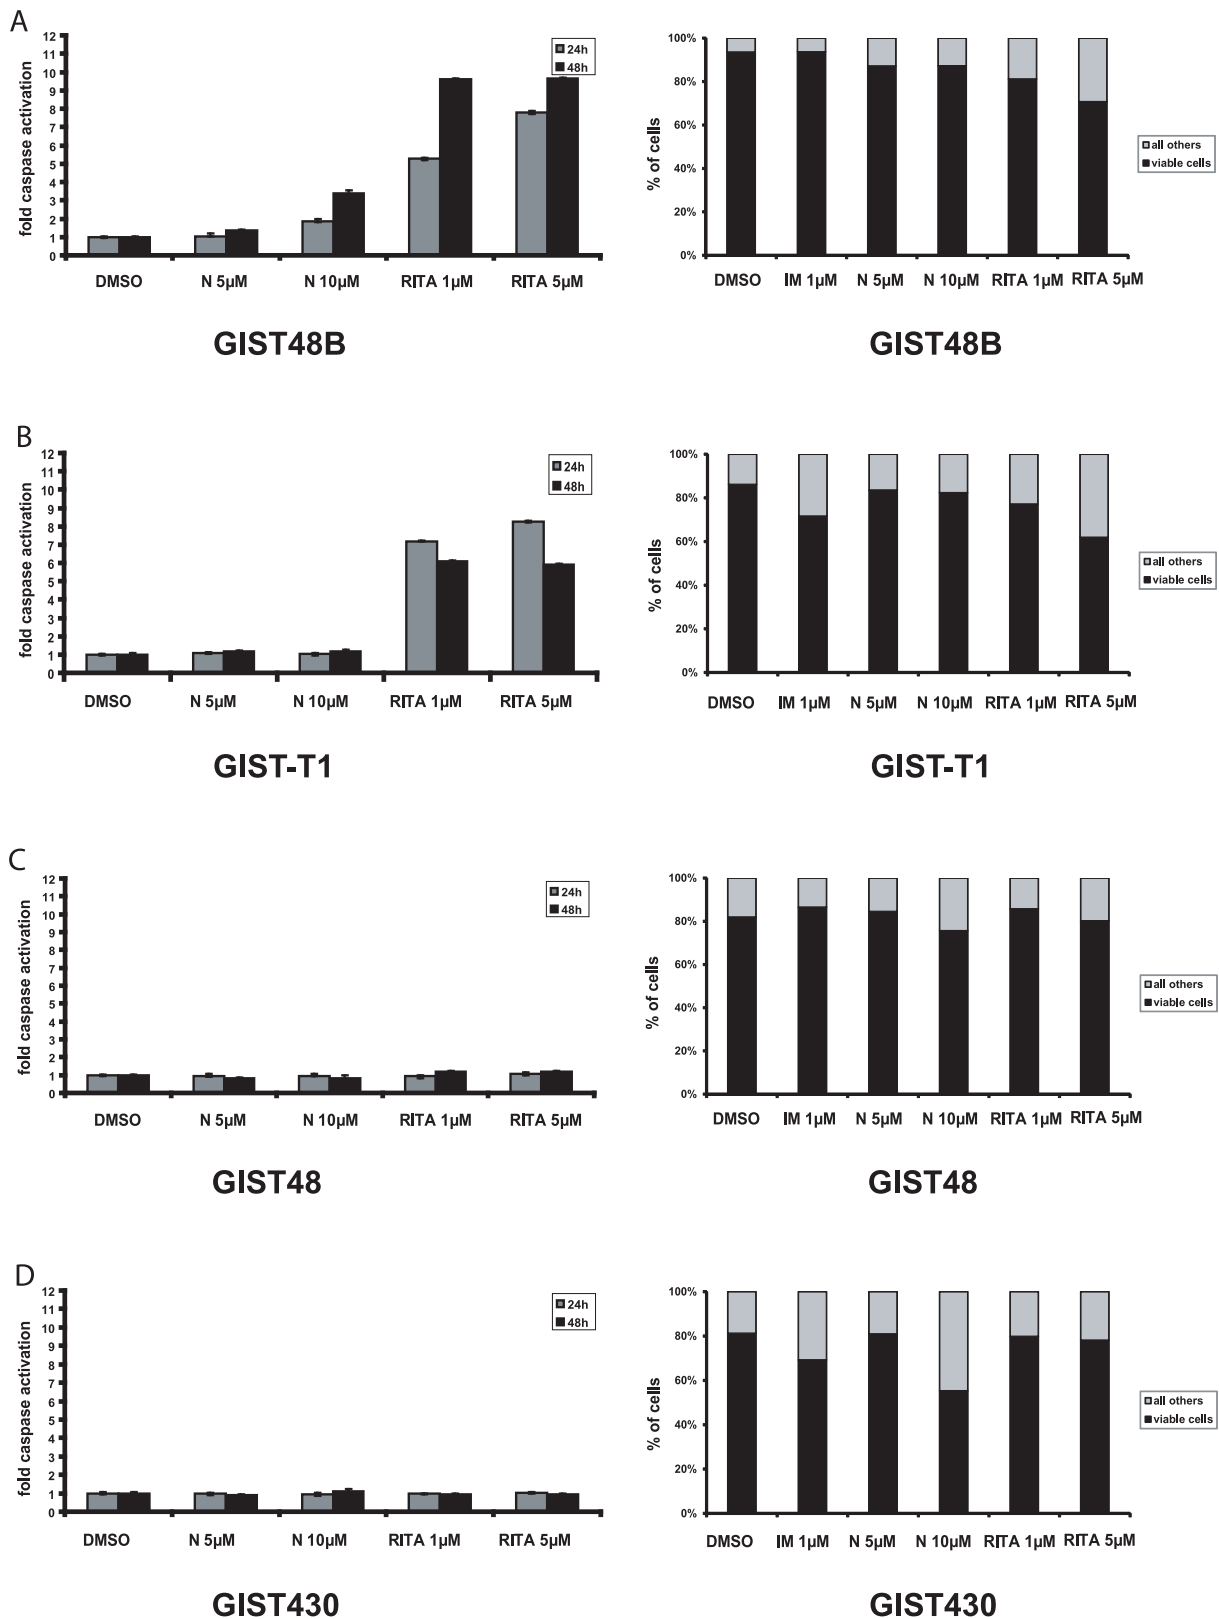 A
fold caspase activation
12
11
10
9
8
7
6
5
4
3
2
1
0
24h
48h
DMSO N 5µM N 10µM RITA 1µM RITA 5µM
GIST48B
% of cells
100%
80%
60%
40%
20%
0%
all others
viable cells
DMSO IM 1µM N 5µM N 10µM RITA 1µM RITA 5µM
GIST48B
B
fold caspase activation
12
11
10
9
8
7
6
5
4
3
2
1
0
24h
48h
DMSO N 5µM N 10µM RITA 1µM RITA 5µM
GIST-T1
% of cells
100%
80%
60%
40%
20%
0%
all others
viable cells
DMSO IM 1µM N 5µM N 10µM RITA 1µM RITA 5µM
GIST-T1
C
fold caspase activation
12
11
10
9
8
7
6
5
4
3
2
1
0
24h
48h
DMSO N 5µM N 10µM RITA 1µM RITA 5µM
GIST48
% of cells
100%
80%
60%
40%
20%
0%
all others
viable cells
DMSO IM 1µM N 5µM N 10µM RITA 1µM RITA 5µM
GIST48
D
fold caspase activation
12
11
10
9
8
7
6
5
4
3
2
1
0
24h
48h
DMSO N 5µM N 10µM RITA 1µM RITA 5µM
GIST430
% of cells
100%
80%
60%
40%
20%
0%
all others
viable cells
DMSO IM 1µM N 5µM N 10µM RITA 1µM RITA 5µM
GIST430